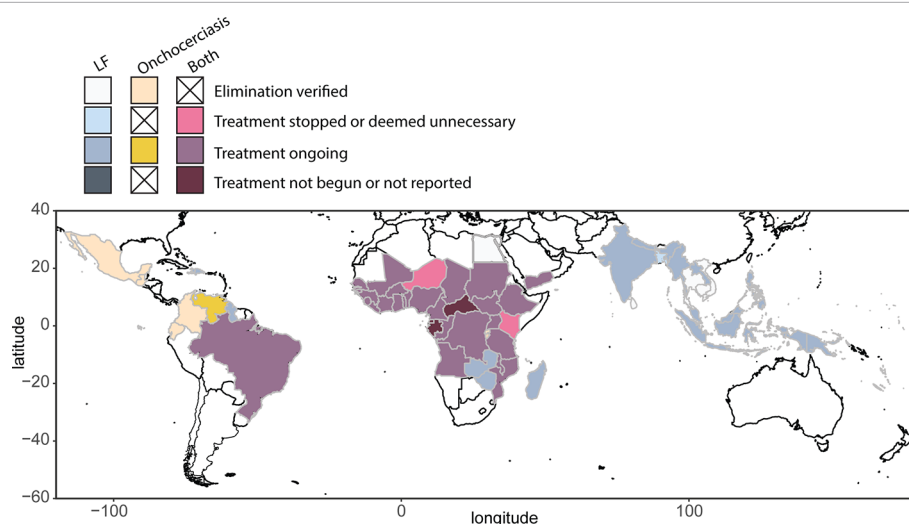 LF Onchocerciasis Both
Elimination verified
Treatment stopped or deemed unnecessary
Treatment ongoing
Treatment not begun or not reported
40
20
0
−20
−40
−60
latitude
−100 0 100
longitude